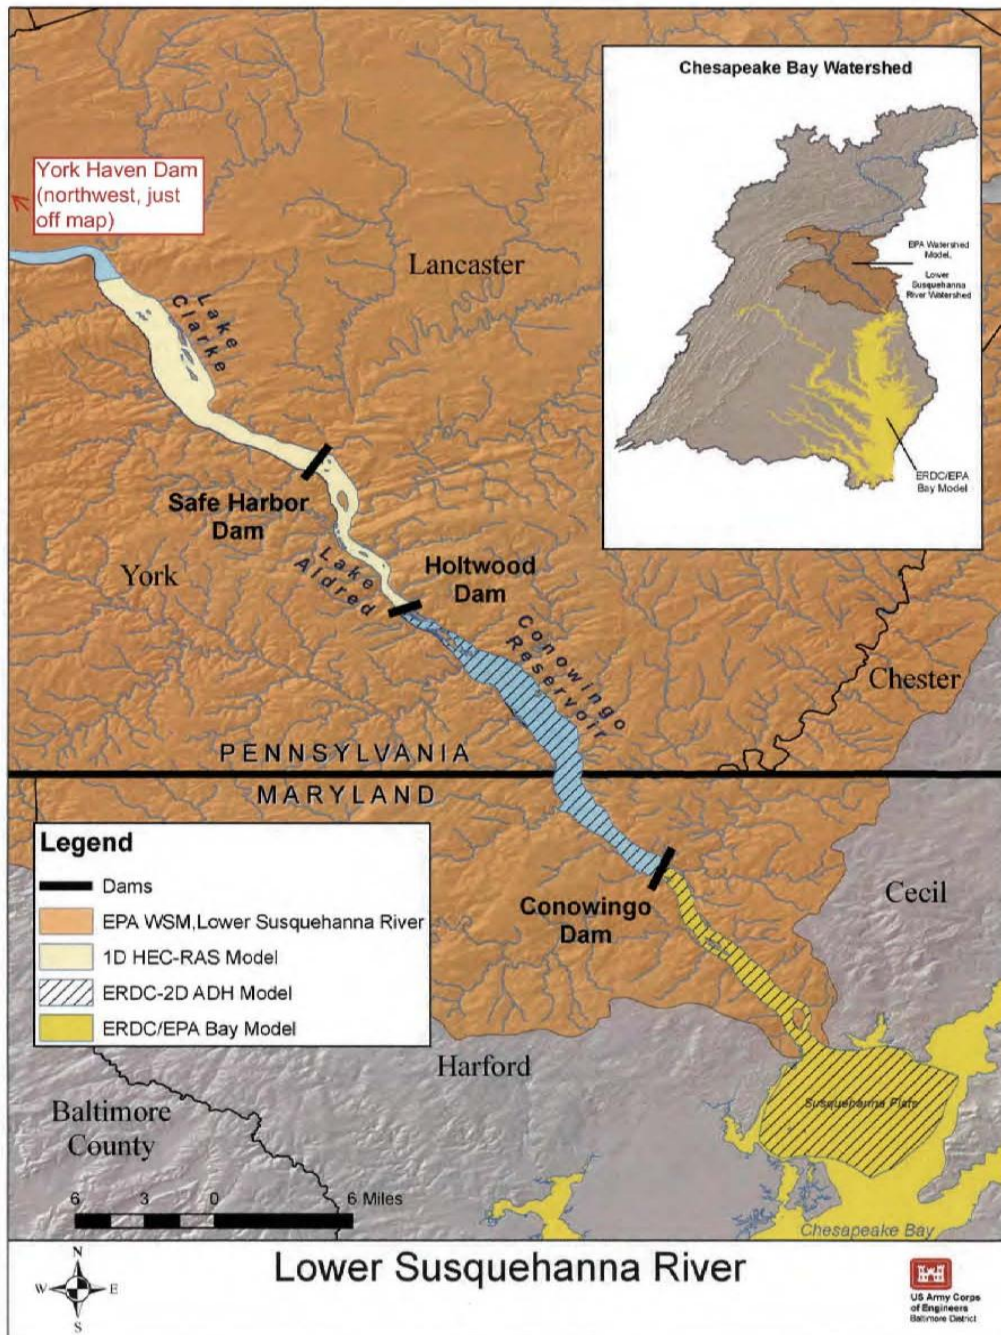 Chesapeake Bay Watershed
EPA Watershed
Model,
Lower
Susquehanna
River Watershed
ERDC/EPA
Bay Model
York Haven Dam
(northwest, just
off map)
Lancaster
Lake
Clarke
Safe Harbor
Dam
York
Lake
Aldred
Holtwood
Dam
Conowingo
Reservoir
Chester
PENNSYLVANIA
MARYLAND
Legend
Dams
EPA WSM,Lower Susquehanna River
1D HEC-RAS Model
ERDC-2D ADH Model
ERDC/EPA Bay Model
Conowingo
Dam
Cecil
Harford
Baltimore
County
Susquehanna Flats
Chesapeake Bay
6 3 0 6 Miles
N
W E
S
Lower Susquehanna River
US Army Corps
of Engineers
Baltimore District